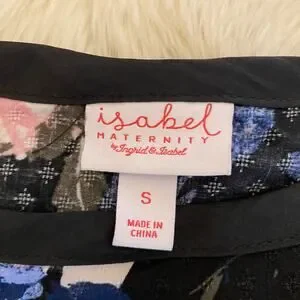 isabel
MATERNITY
by Ingrid & Isabel
S
MADE IN
CHINA